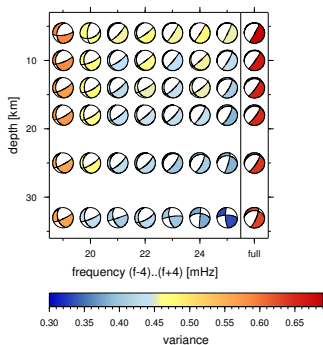 10
20
30
depth [km]
20 22 24 full
frequency (f-4)..(f+4) [mHz]
0.30 0.35 0.40 0.45 0.50 0.55 0.60 0.65
variance